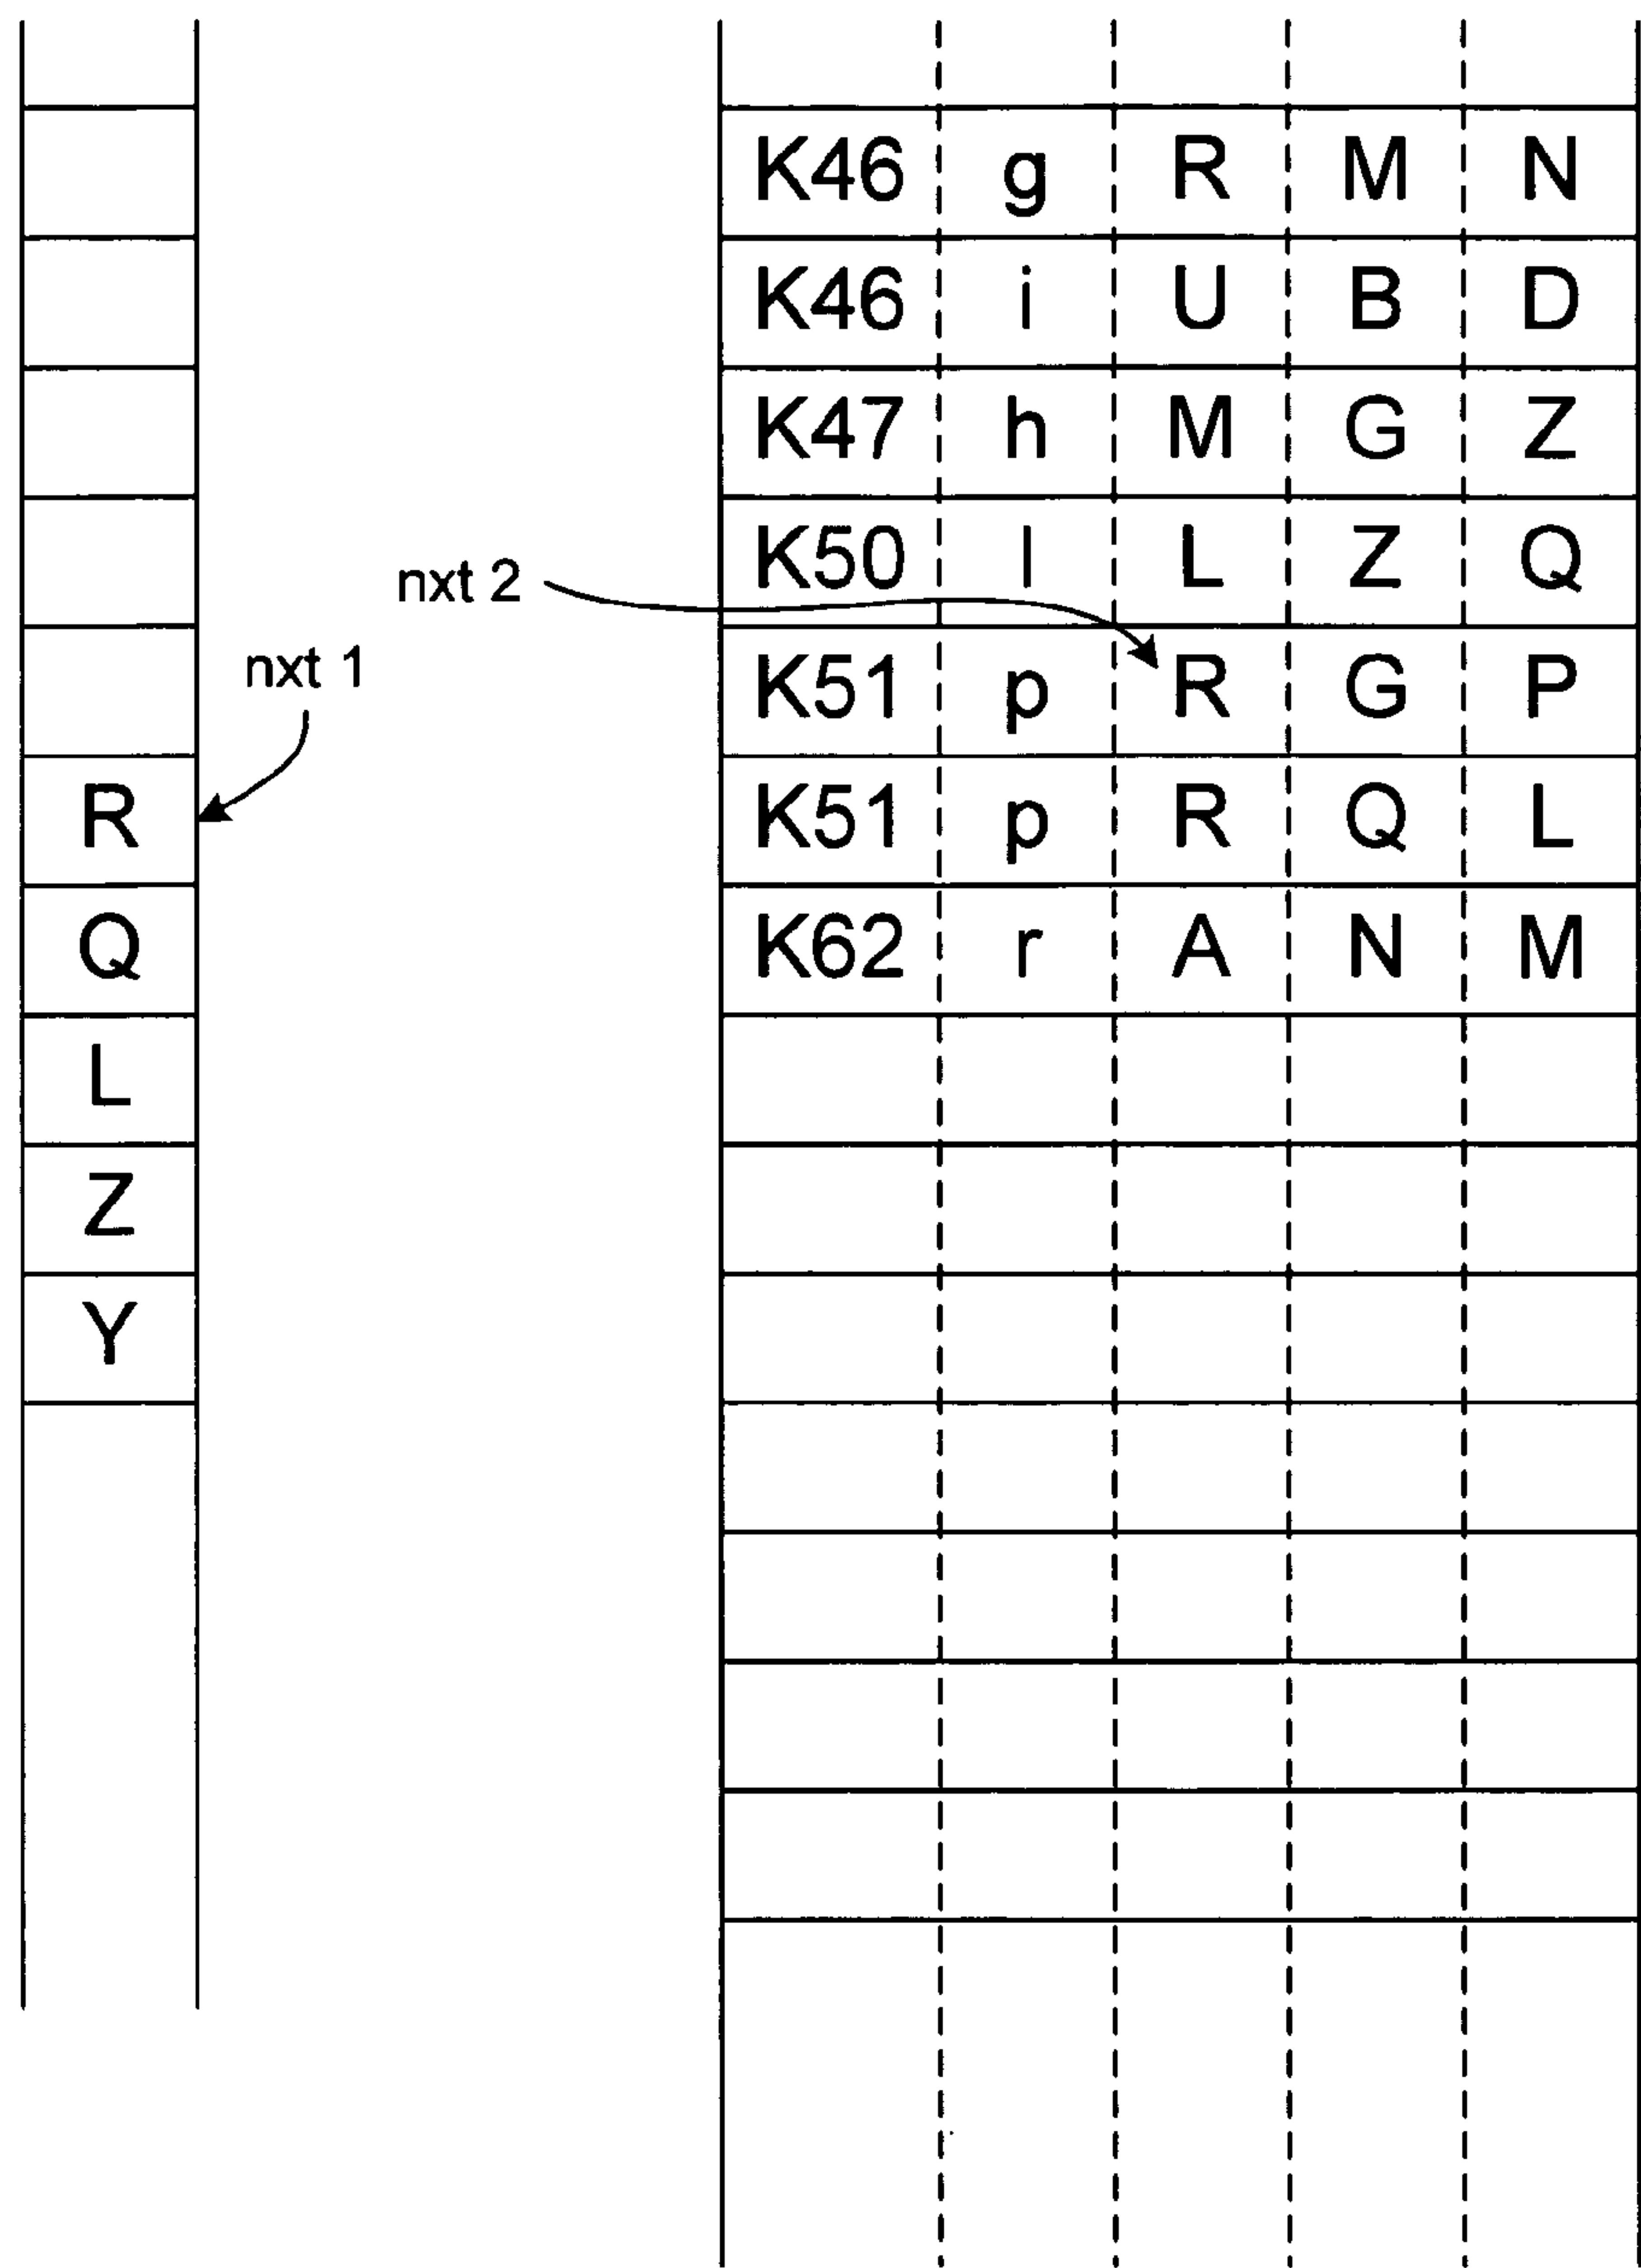 K46 g R M N
K46 i U B D
K47 h M G Z
K50 l L Z Q
nxt 2
nxt 1
K51 p R G P
R
K51 p R Q L
Q
K62 r A N M
L
Z
Y